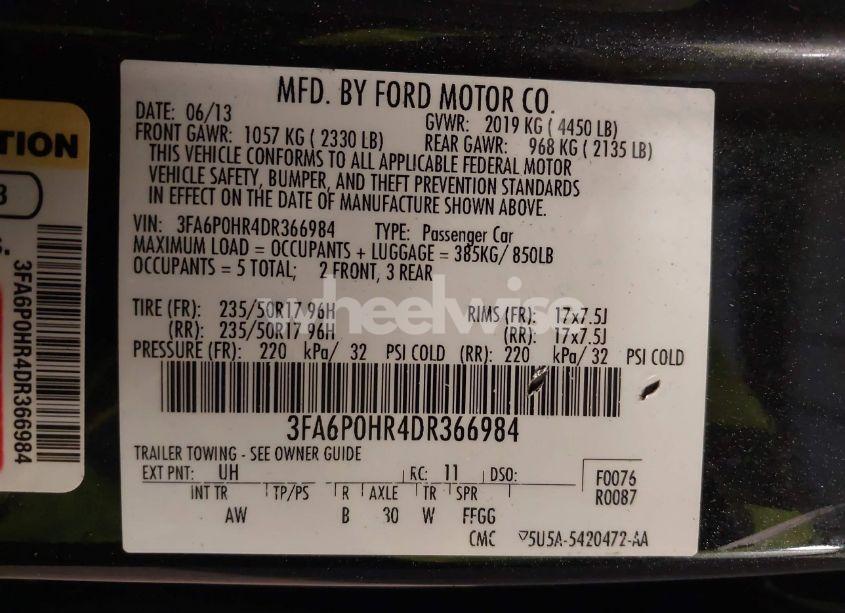 MFD. BY FORD MOTOR CO.
DATE: 06/13 GVWR: 2019 KG ( 4450 LB)
FRONT GAWR: 1057 KG ( 2330 LB) REAR GAWR: 968 KG ( 2135 LB)
THIS VEHICLE CONFORMS TO ALL APPLICABLE FEDERAL MOTOR
VEHICLE SAFETY, BUMPER, AND THEFT PREVENTION STANDARDS
IN EFFECT ON THE DATE OF MANUFACTURE SHOWN ABOVE.
VIN: 3FA6P0HR4DR366984 TYPE: Passenger Car
MAXIMUM LOAD = OCCUPANTS + LUGGAGE = 385KG/ 850LB
OCCUPANTS = 5 TOTAL; 2 FRONT, 3 REAR
TIRE (FR): 235/50R17 96H RIMS (FR): 17x7.5J
(RR): 235/50R17 96H (RR): 17x7.5J
PRESSURE (FR): 220 kPa/ 32 PSI COLD (RR): 220 kPa/ 32 PSI COLD
3FA6P0HR4DR366984
TRAILER TOWING - SEE OWNER GUIDE
EXT PNT: UH RC: 11 DSO: F0076
R0087
INT TR TP/PS R AXLE TR SPR
AW B 30 W FFGG
CMC ▽5U5A-5420472-AA
TION
3
S.
3FA6P0HR4DR366984
wheelwise